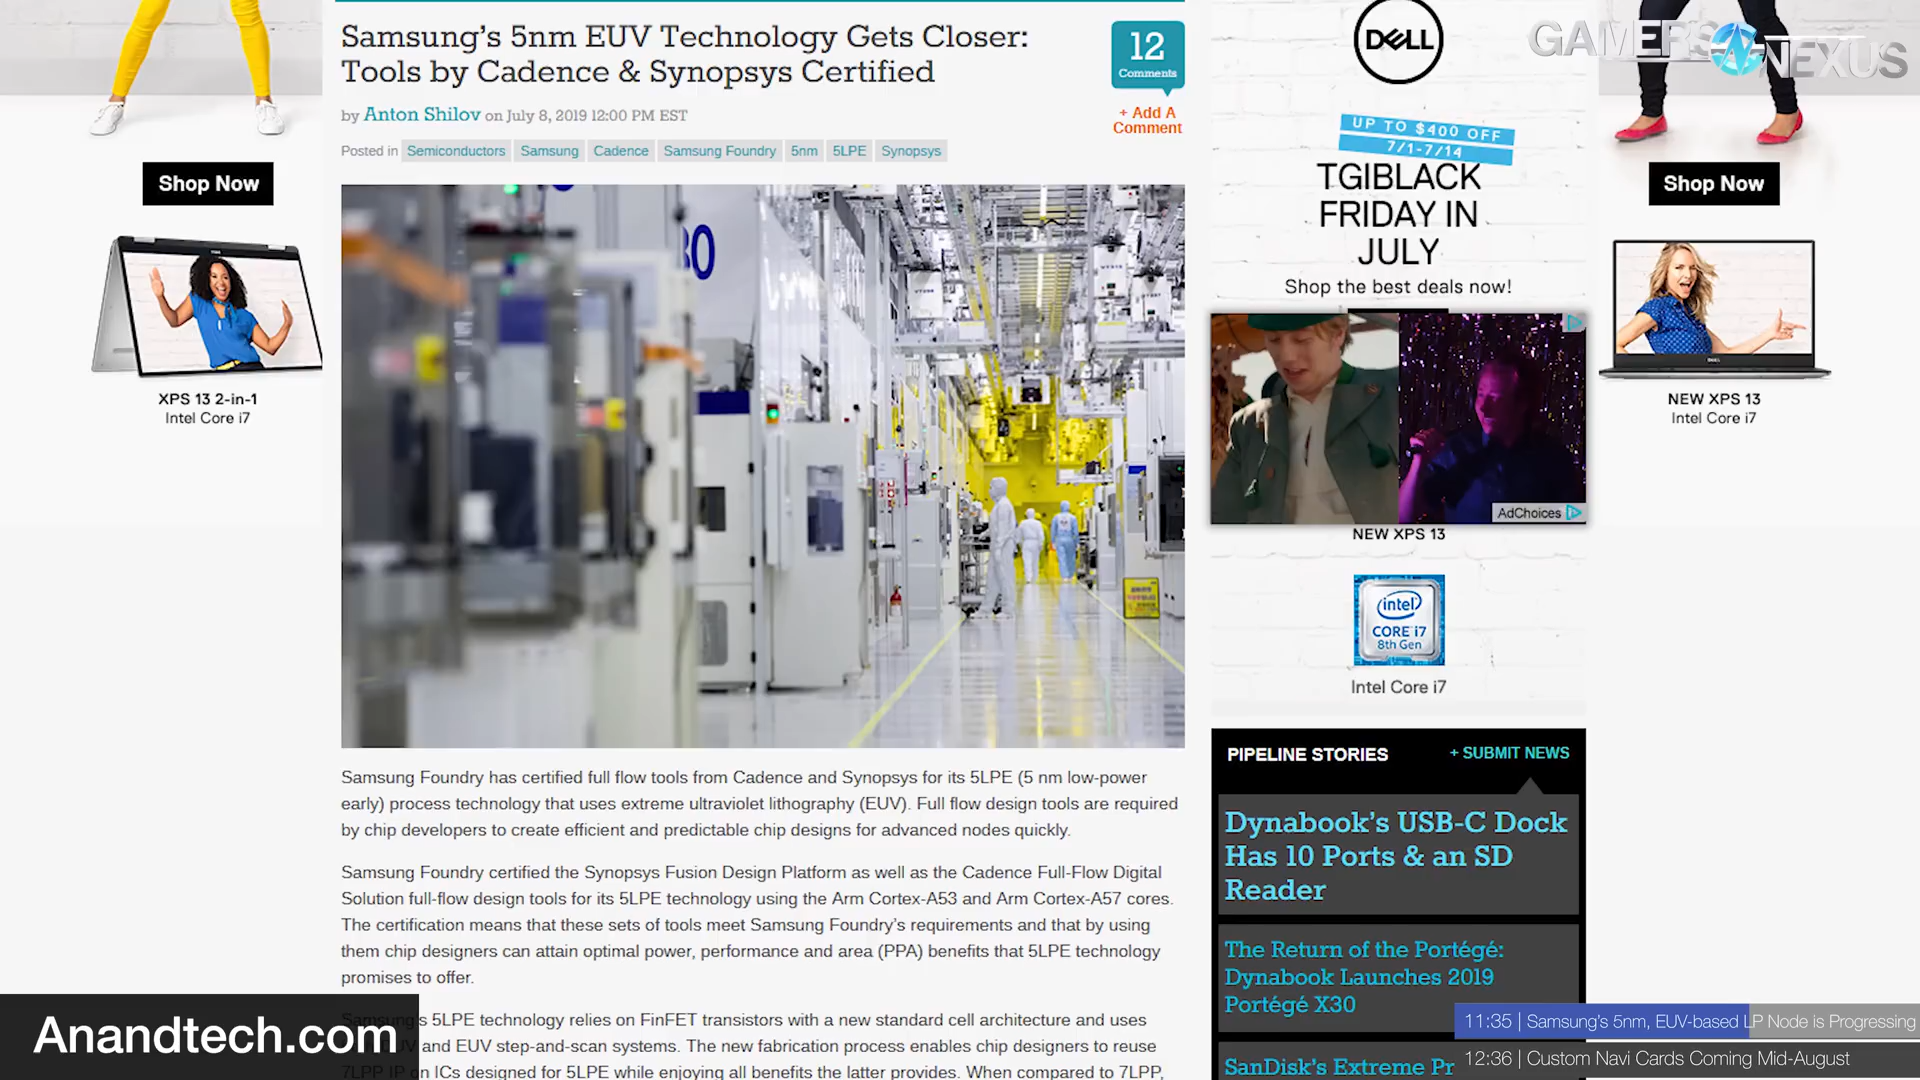 Samsung's 5nm EUV Technology Gets Closer:
Tools by Cadence & Synopsys Certified
by Anton Shilov on July 8, 2019 12:00 PM EST
Posted in Semiconductors Samsung Cadence Samsung Foundry 5nm 5LPE Synopsys
12
Comments
+ Add A
Comment
Shop Now
XPS 13 2-in-1
Intel Core i7
80
Samsung Foundry has certified full flow tools from Cadence and Synopsys for its 5LPE (5 nm low-power
early) process technology that uses extreme ultraviolet lithography (EUV). Full flow design tools are required
by chip developers to create efficient and predictable chip designs for advanced nodes quickly.
Samsung Foundry certified the Synopsys Fusion Design Platform as well as the Cadence Full-Flow Digital
Solution full-flow design tools for its 5LPE technology using the Arm Cortex-A53 and Arm Cortex-A57 cores.
The certification means that these sets of tools meet Samsung Foundry's requirements and that by using
them chip designers can attain optimal power, performance and area (PPA) benefits that 5LPE technology
promises to offer.
5LPE technology relies on FinFET transistors with a new standard cell architecture and uses
and EUV step-and-scan systems. The new fabrication process enables chip designers to reuse
7LPP IP on ICs designed for 5LPE while enjoying all benefits the latter provides. When compared to 7LPP,
Anandtech.com
DELL
UP TO $400 OFF
7/1-7/14
TGIBLACK
FRIDAY IN
JULY
Shop the best deals now!
AdChoices
NEW XPS 13
intel
CORE i7
8th Gen
Intel Core i7
PIPELINE STORIES + SUBMIT NEWS
Dynabook's USB-C Dock
Has 10 Ports & an SD
Reader
The Return of the Portégé:
Dynabook Launches 2019
Portégé X30
SanDisk's Extreme Pr
GAMERS NEXUS
Shop Now
DELL
NEW XPS 13
Intel Core i7
11:35 | Samsung's 5nm, EUV-based LP Node is Progressing
12:36 | Custom Navi Cards Coming Mid-August